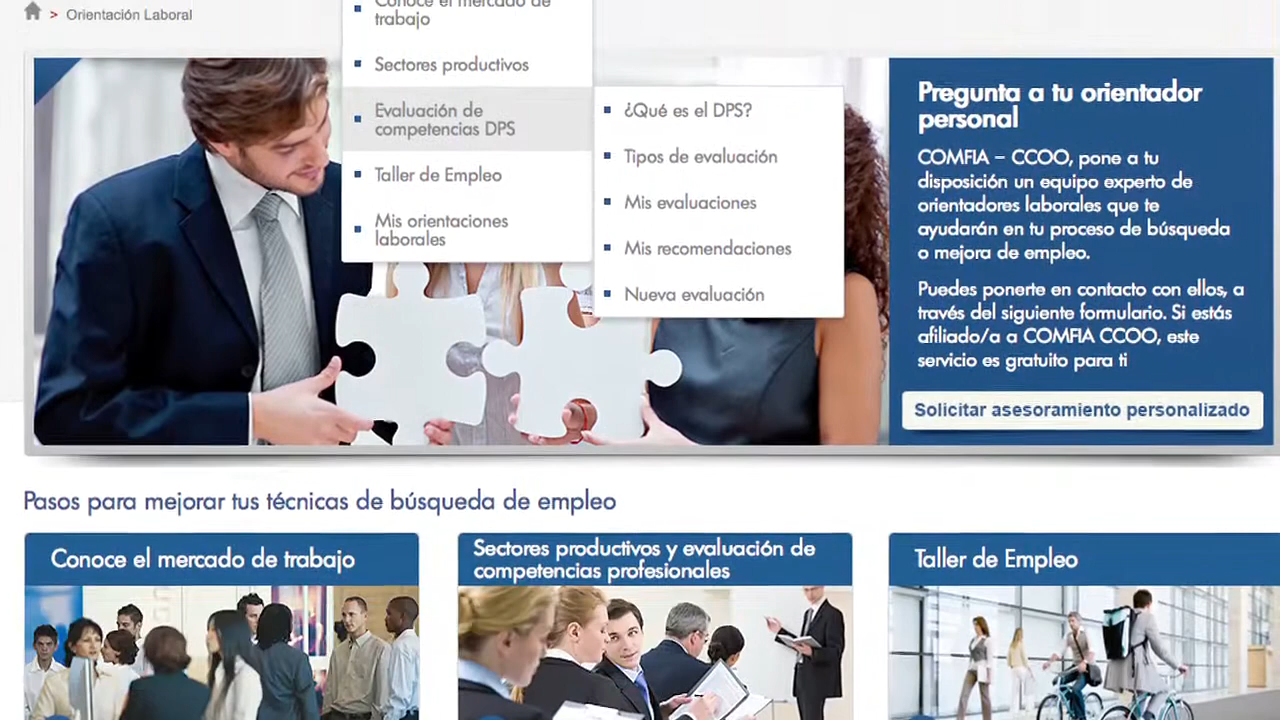 > Orientación Laboral
Conoce el mercado de
trabajo
Sectores productivos
Evaluación de
competencias DPS
Taller de Empleo
Mis orientaciones
laborales
¿Qué es el DPS?
Tipos de evaluación
Mis evaluaciones
Mis recomendaciones
Nueva evaluación
Pregunta a tu orientador
personal
COMFIA – CCOO, pone a tu
disposición un equipo experto de
orientadores laborales que te
ayudarán en tu proceso de búsqueda
o mejora de empleo.
Puedes ponerte en contacto con ellos, a
través del siguiente formulario. Si estás
afiliado/a a COMFIA CCOO, este
servicio es gratuito para ti
Solicitar asesoramiento personalizado
Pasos para mejorar tus técnicas de búsqueda de empleo
Conoce el mercado de trabajo
Sectores productivos y evaluación de
competencias profesionales
Taller de Empleo